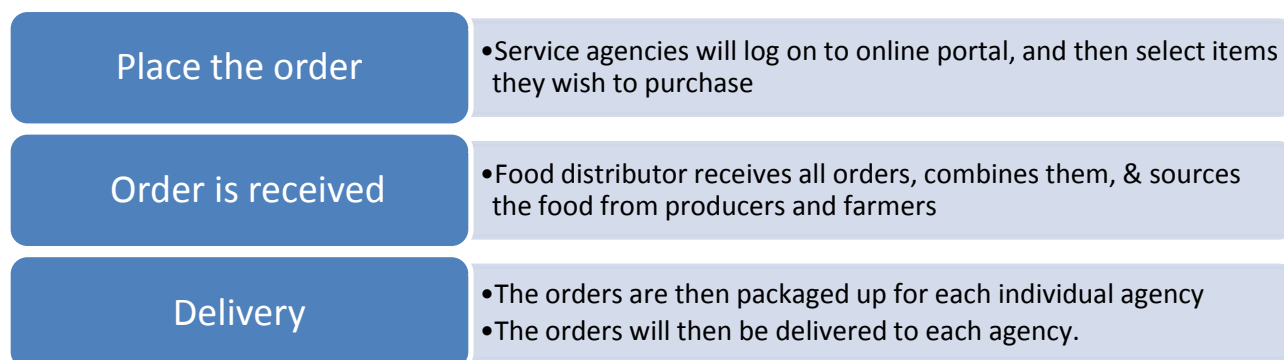 Place the order
•Service agencies will log on to online portal, and then select items
they wish to purchase
Order is received
•Food distributor receives all orders, combines them, & sources
the food from producers and farmers
Delivery
•The orders are then packaged up for each individual agency
•The orders will then be delivered to each agency.